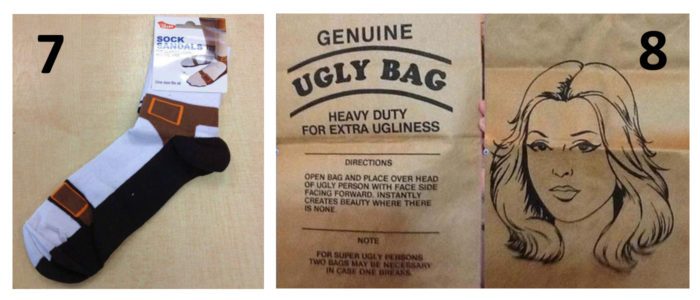 7
SOCK
SANDALS
8
GENUINE
UGLY BAG
HEAVY DUTY
FOR EXTRA UGLINESS
DIRECTIONS
OPEN BAG AND PLACE OVER HEAD
OF UGLY PERSON WITH FACE SIDE
FACING FORWARD. INSTANTLY
CREATES BEAUTY WHERE THERE
IS NONE.
NOTE
FOR SUPER UGLY PERSONS
TWO BAGS MAY BE NECESSARY
IN CASE ONE BREAKS.